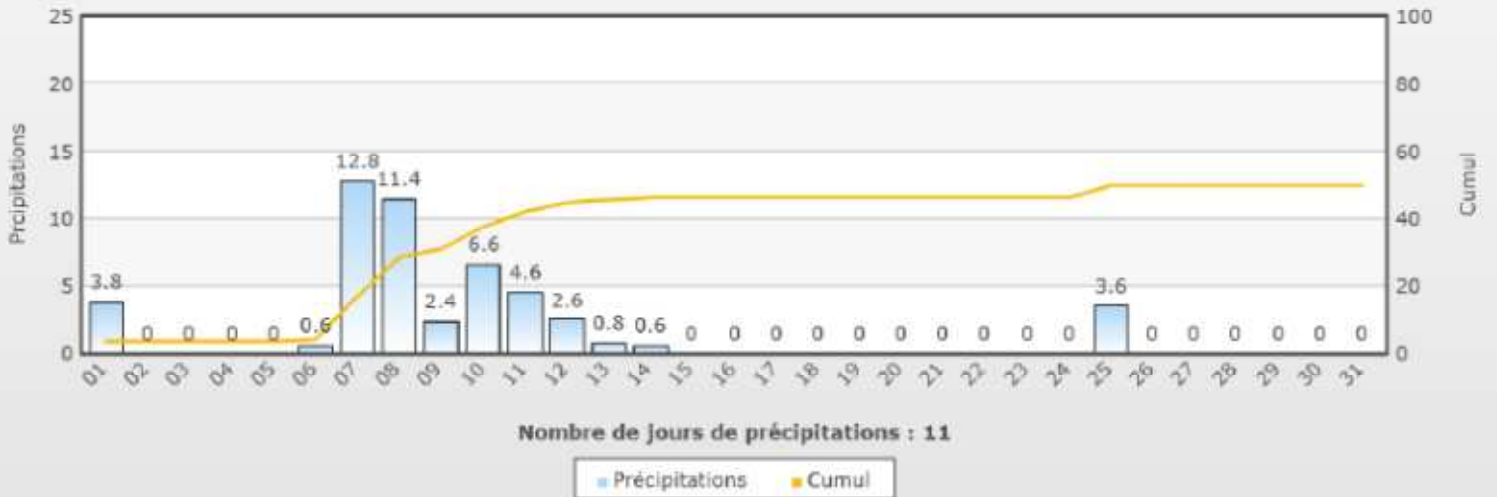 25 100
20 80
15 60
10 40
5 20
0 0
Prcipitations
Cumul
3.8 0 0 0 0 0.6 12.8 11.4 2.4 6.6 4.6 2.6 0.8 0.6 0 0 0 0 0 0 0 0 0 0 3.6 0 0 0 0 0 0
01 02 03 04 05 06 07 08 09 10 11 12 13 14 15 16 17 18 19 20 21 22 23 24 25 26 27 28 29 30 31
Nombre de jours de précipitations : 11
Précipitations Cumul